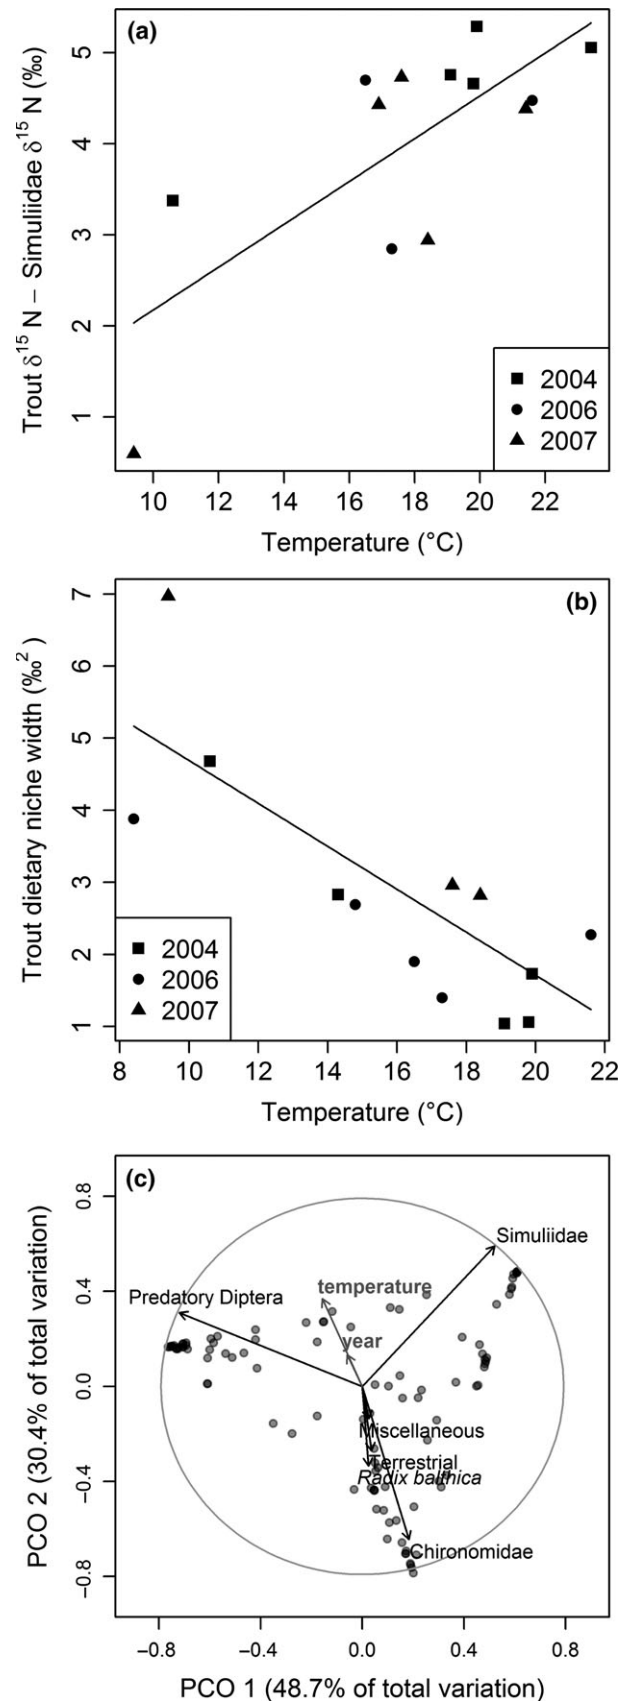 (a)
Trout δ¹⁵ N − Simuliidae δ¹⁵ N (‰)
5
4
3
2
1
2004
2006
2007
10 12 14 16 18 20 22
Temperature (°C)
(b)
Trout dietary niche width (‰²)
7
6
5
4
3
2
1
2004
2006
2007
8 10 12 14 16 18 20 22
Temperature (°C)
(c)
PCO 2 (30.4% of total variation)
0.8
0.4
0.0
−0.4
−0.8
Simuliidae
temperature
Predatory Diptera
year
Miscellaneous
Terrestrial
Radix balthica
Chironomidae
−0.8 −0.4 0.0 0.4 0.8
PCO 1 (48.7% of total variation)